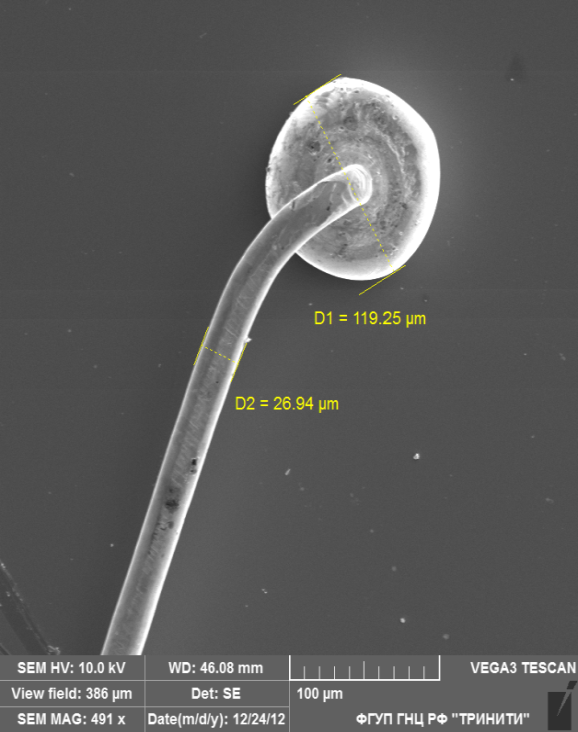 D1 = 119.25 µm
D2 = 26.94 µm
SEM HV: 10.0 kV WD: 46.08 mm VEGA3 TESCAN
View field: 386 µm Det: SE 100 µm
SEM MAG: 491 x Date(m/d/y): 12/24/12 ФГУП ГНЦ РФ "ТРИНИТИ"